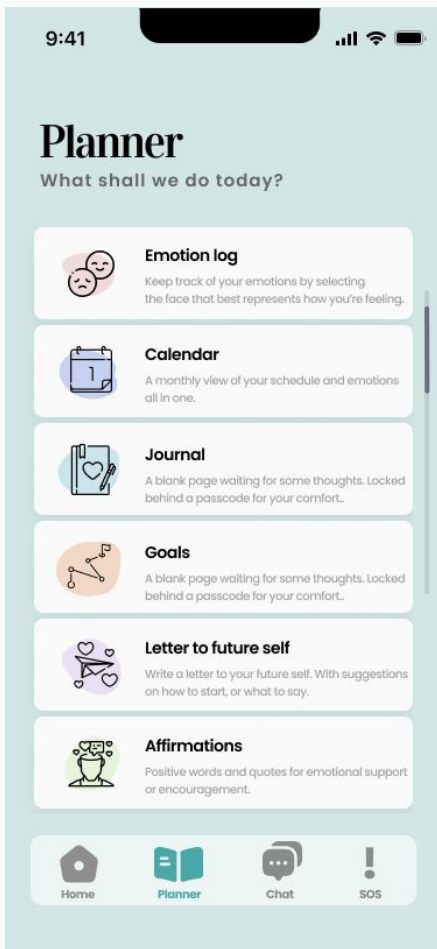 9:41
Planner
What shall we do today?
Emotion log
Keep track of your emotions by selecting
the face that best represents how you're feeling.
1
Calendar
A monthly view of your schedule and emotions
all in one.
Journal
A blank page waiting for some thoughts. Locked
behind a passcode for your comfort..
Goals
A blank page waiting for some thoughts. Locked
behind a passcode for your comfort..
Letter to future self
Write a letter to your future self. With suggestions
on how to start, or what to say.
Affirmations
Positive words and quotes for emotional support
or encouragement.
Home
Planner
Chat
SOS